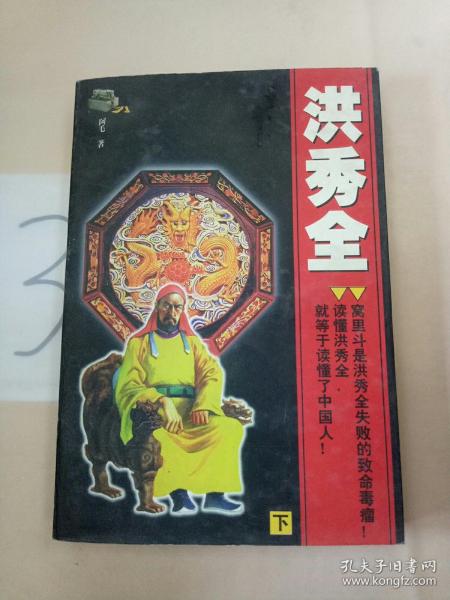 洪秀全
窝里斗是洪秀全失败的致命毒瘤！
读懂洪秀全．
就等于读懂了中国人！
阿毛 著
下
孔夫子旧书网
www.kongfz.com